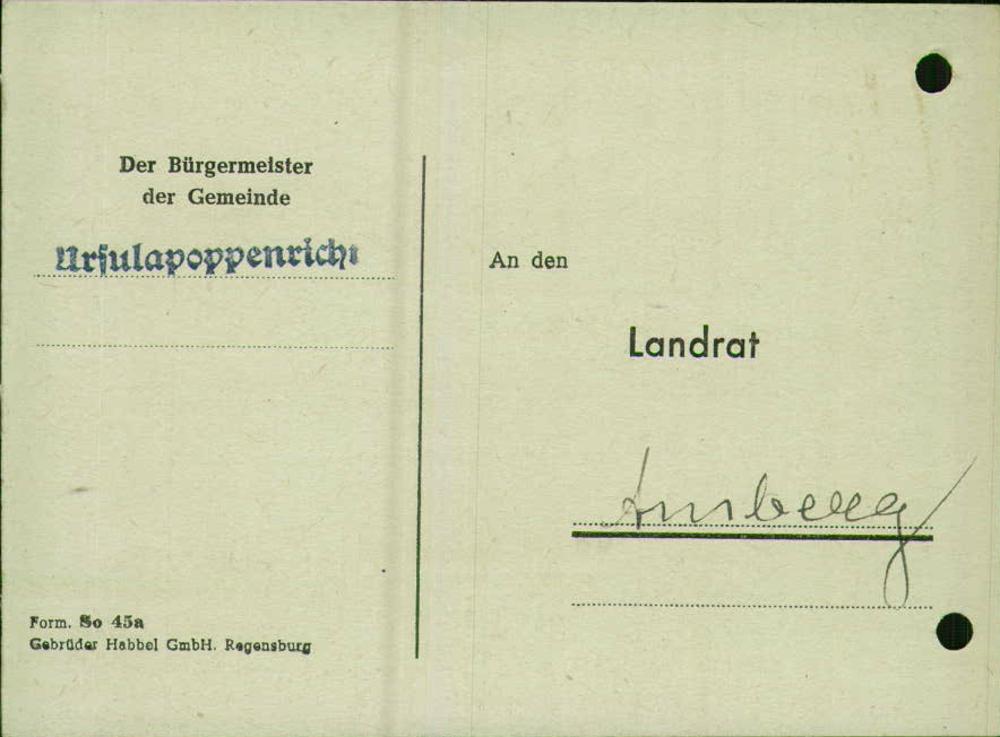 Der Bürgermeister
der Gemeinde
Ursulapoppenricht
An den
Landrat
Amberg
Form. So 45a
Gebrüder Habbel GmbH. Regensburg